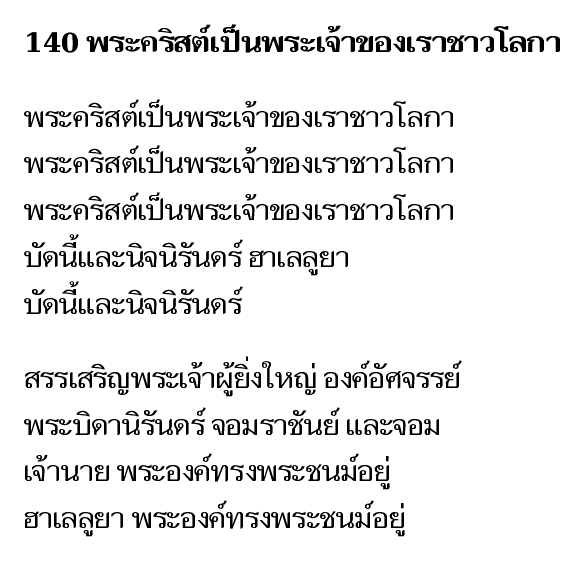 140 พระคริสต์เป็นพระเจ้าของเราชาวโลกา
พระคริสต์เป็นพระเจ้าของเราชาวโลกา
พระคริสต์เป็นพระเจ้าของเราชาวโลกา
พระคริสต์เป็นพระเจ้าของเราชาวโลกา
บัดนี้และนิจนิรันดร์ ฮาเลลูยา
บัดนี้และนิจนิรันดร์
สรรเสริญพระเจ้าผู้ยิ่งใหญ่ องค์อัศจรรย์
พระบิดานิรันดร์ จอมราชันย์ และจอม
เจ้านาย พระองค์ทรงพระชนม์อยู่
ฮาเลลูยา พระองค์ทรงพระชนม์อยู่